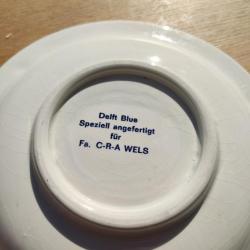 Delft Blue
Speziell angefertigt
für
Fa. C-R-A WELS